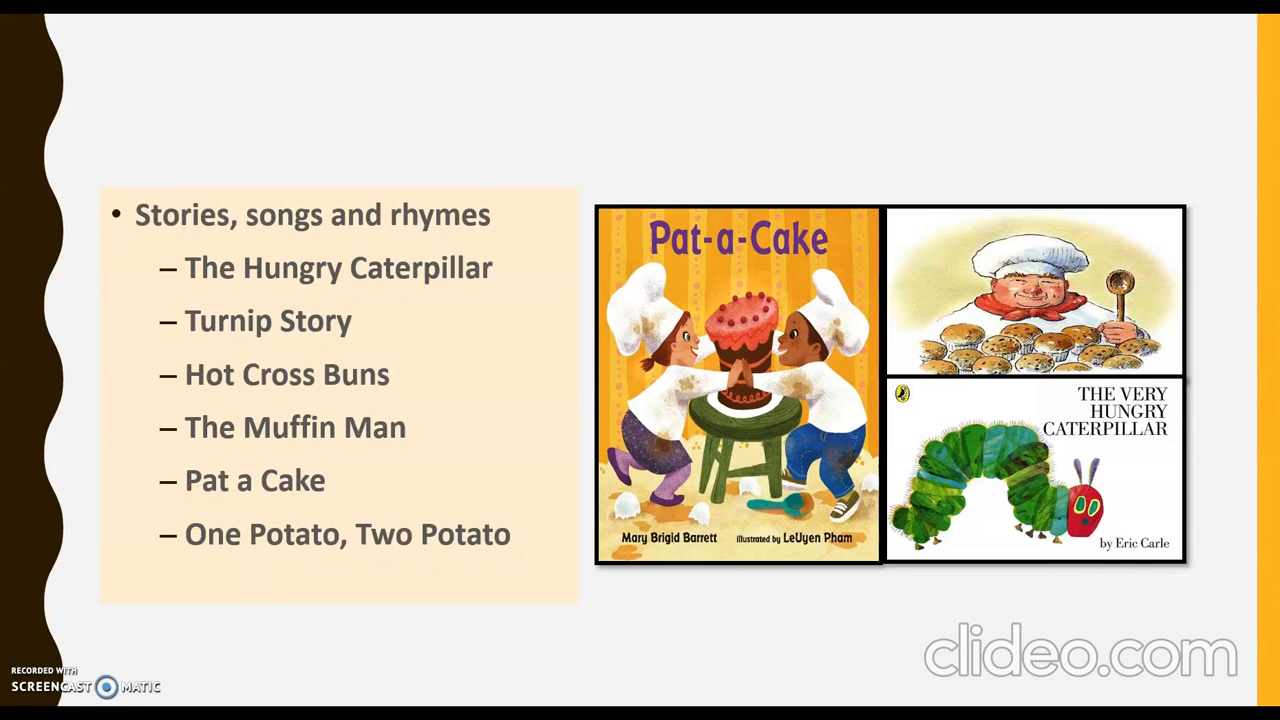 • Stories, songs and rhymes
– The Hungry Caterpillar
– Turnip Story
– Hot Cross Buns
– The Muffin Man
– Pat a Cake
– One Potato, Two Potato
Pat-a-Cake
Mary Brigid Barrett illustrated by LeUyen Pham
THE VERY
HUNGRY
CATERPILLAR
by Eric Carle
clideo.com
RECORDED WITH
SCREENCAST MATIC